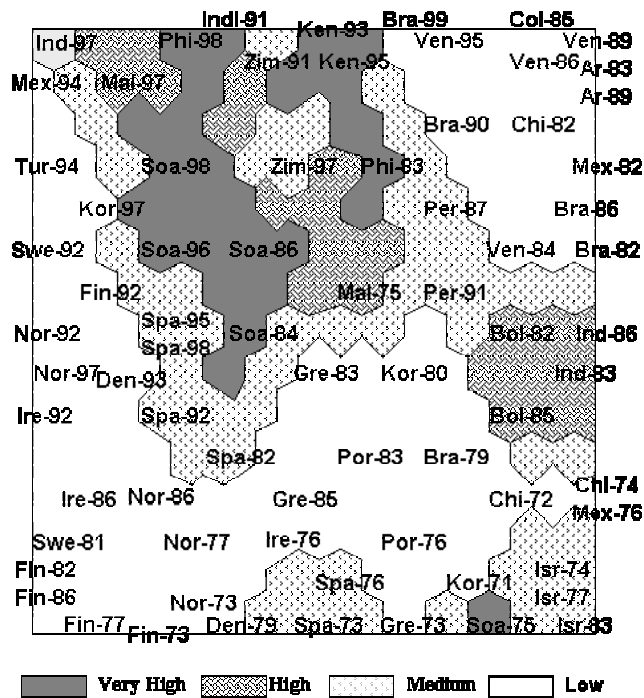 Indi-91 Ken-93 Bra-99 Col-85
Ind-97 Phi-98 Ven-95 Ven-89
Zim-91 Ken-95 Ven-86 Ar-83
Mex-94 Mal-97 Ar-89
Bra-90 Chi-82
Tur-94 Soa-98 Zim-97 Phi-83 Mex-82
Kor-97 Per-87 Bra-86
Swe-92 Soa-96 Soa-86 Ven-84 Bra-82
Fin-92 Mal-75 Per-91
Spa-95
Nor-92 Soa-84 Bol-82 Ind-86
Spa-98
Nor-97 Den-93 Gre-83 Kor-80 Ind-83
Ire-92 Spa-92 Bol-85
Spa-82 Por-83 Bra-79
Chi-74
Ire-86 Nor-86 Gre-85 Chi-72
Mex-76
Swe-81 Nor-77 Ire-76 Por-76
Fin-82 Spa-76 Kor-71 Isr-74
Fin-86 Nor-73 Isr-77
Fin-77 Fin-73 Den-79 Spa-73 Gre-73 Soa-75 Isr-83
Very High High Medium Low